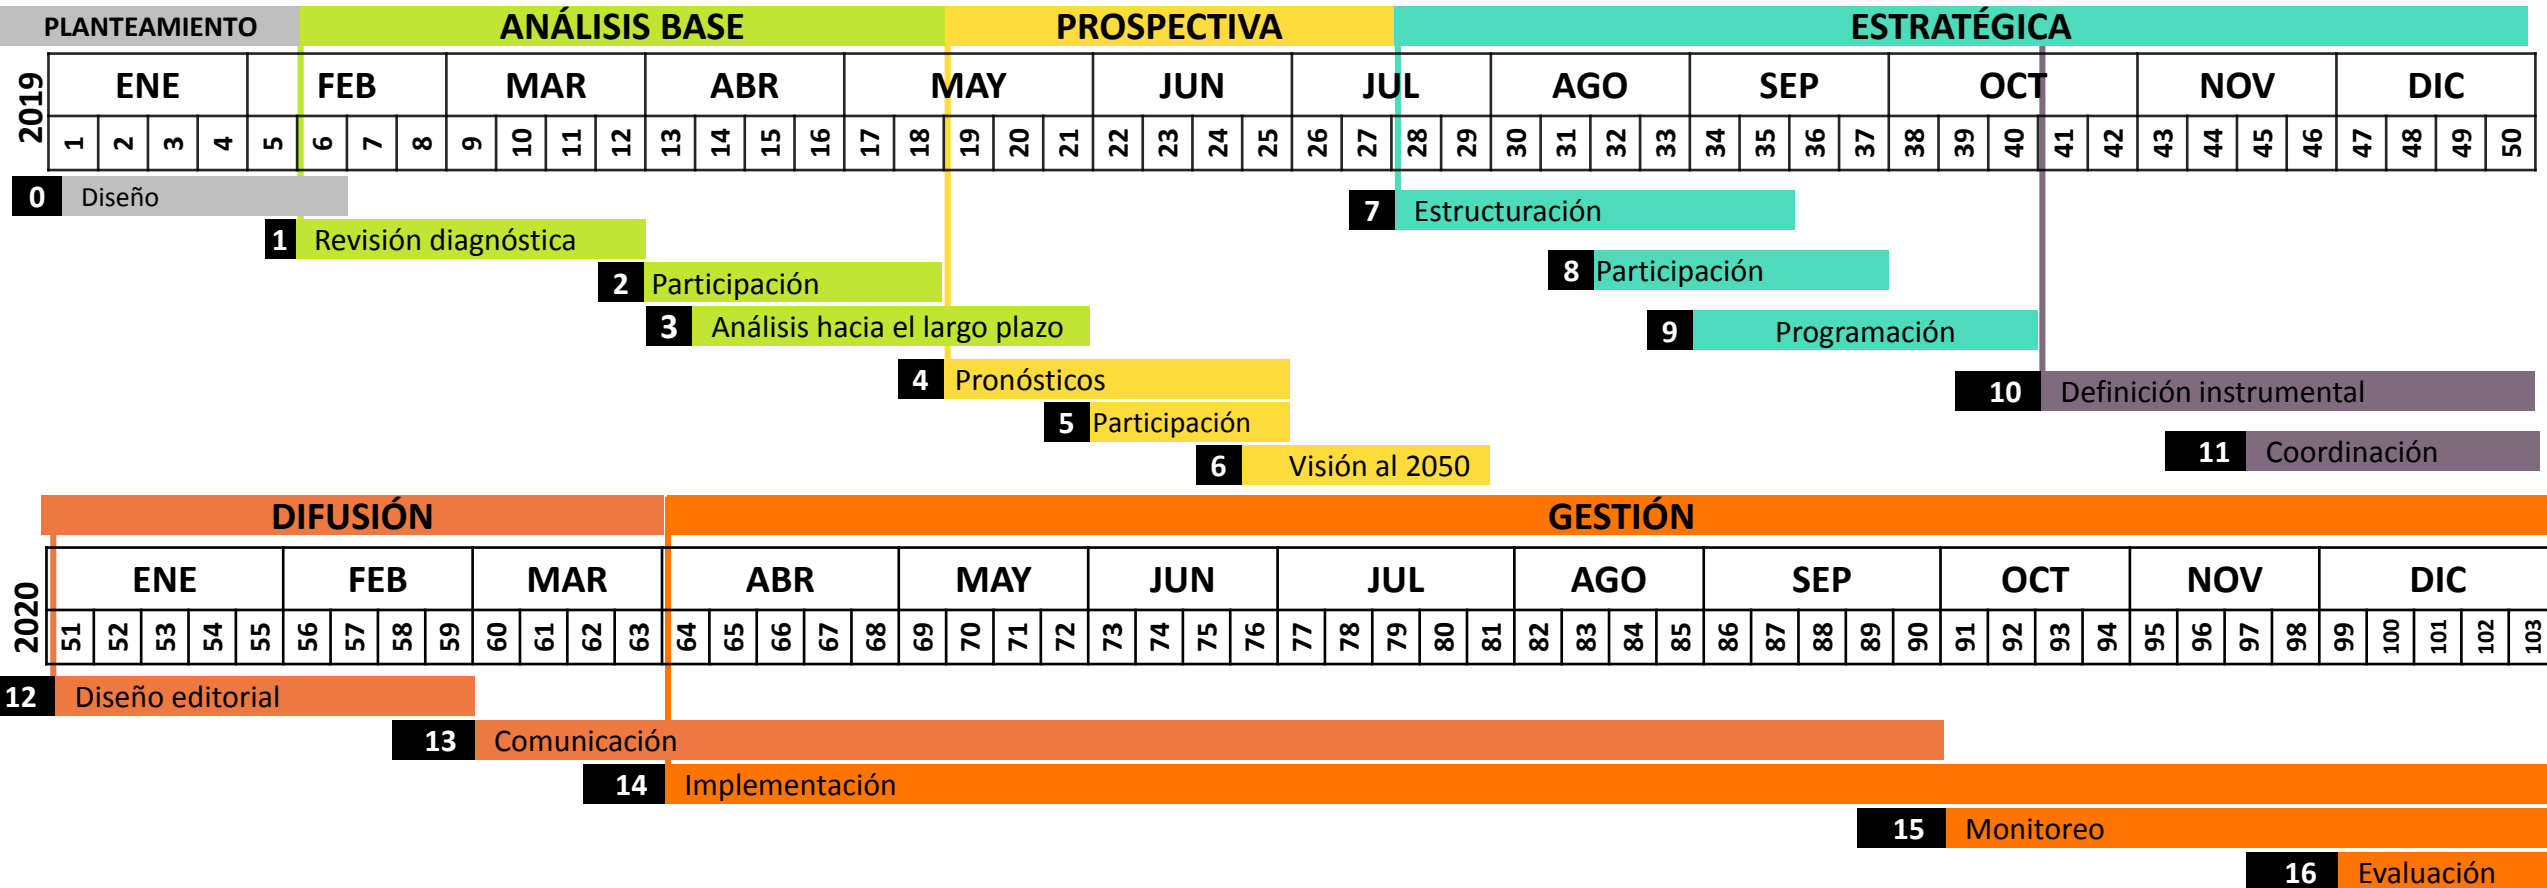 PLANTEAMIENTO ANÁLISIS BASE PROSPECTIVA ESTRATÉGICA
2019 ENE FEB MAR ABR MAY JUN JUL AGO SEP OCT NOV DIC
1 2 3 4 5 6 7 8 9 10 11 12 13 14 15 16 17 18 19 20 21 22 23 24 25 26 27 28 29 30 31 32 33 34 35 36 37 38 39 40 41 42 43 44 45 46 47 48 49 50
0 Diseño
7 Estructuración
1 Revisión diagnóstica
2 Participación
8 Participación
3 Análisis hacia el largo plazo
9 Programación
4 Pronósticos
10 Definición instrumental
5 Participación
11 Coordinación
6 Visión al 2050
DIFUSIÓN GESTIÓN
2020 ENE FEB MAR ABR MAY JUN JUL AGO SEP OCT NOV DIC
51 52 53 54 55 56 57 58 59 60 61 62 63 64 65 66 67 68 69 70 71 72 73 74 75 76 77 78 79 80 81 82 83 84 85 86 87 88 89 90 91 92 93 94 95 96 97 98 99 100 101 102 103
12 Diseño editorial
13 Comunicación
14 Implementación
15 Monitoreo
16 Evaluación